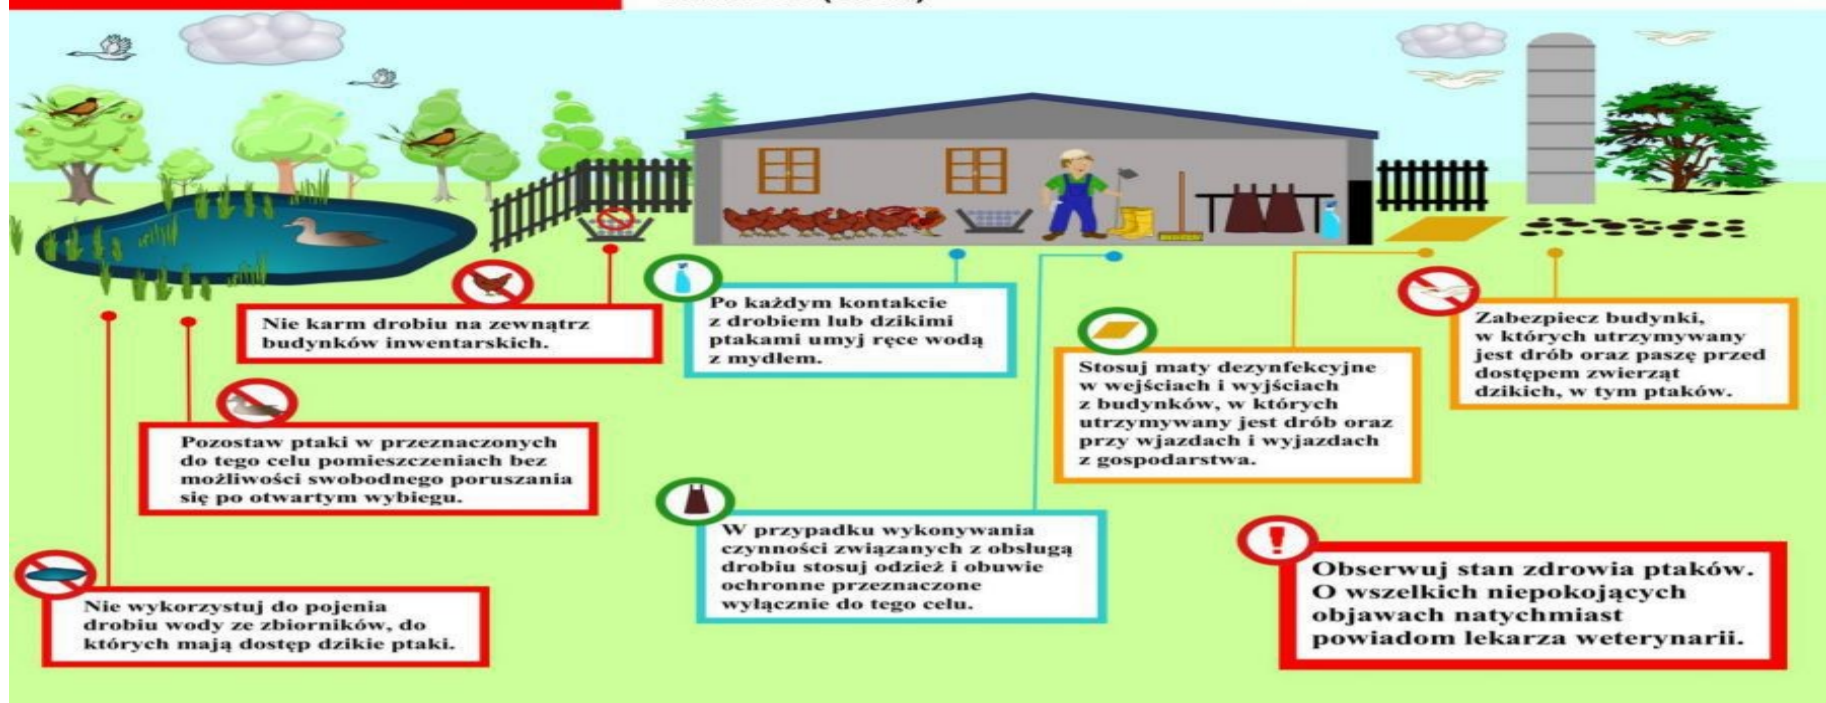 Nie karm drobiu na zewnątrz
budynków inwentarskich.
Po każdym kontakcie
z drobiem lub dzikimi
ptakami umyj ręce wodą
z mydłem.
Zabezpiecz budynki,
w których utrzymywany
jest drób oraz paszę przed
dostępem zwierząt
dzikich, w tym ptaków.
Stosuj maty dezynfekcyjne
w wejściach i wyjściach
z budynków, w których
utrzymywany jest drób oraz
przy wjazdach i wyjazdach
z gospodarstwa.
Pozostaw ptaki w przeznaczonych
do tego celu pomieszczeniach bez
możliwości swobodnego poruszania
się po otwartym wybiegu.
W przypadku wykonywania
czynności związanych z obsługą
drobiu stosuj odzież i obuwie
ochronne przeznaczone
wyłącznie do tego celu.
Obserwuj stan zdrowia ptaków.
O wszelkich niepokojących
objawach natychmiast
powiadom lekarza weterynarii.
Nie wykorzystuj do pojenia
drobiu wody ze zbiorników, do
których mają dostęp dzikie ptaki.